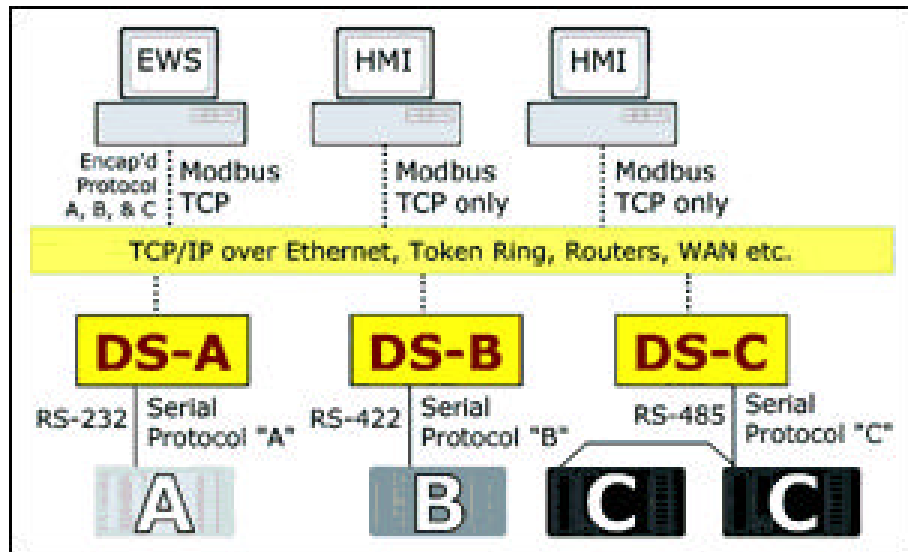 EWS
HMI
HMI
Encap'd
Protocol
A, B, & C
Modbus
TCP
Modbus
TCP only
Modbus
TCP only
TCP/IP over Ethernet, Token Ring, Routers, WAN etc.
DS-A
DS-B
DS-C
RS-232
Serial
Protocol "A"
RS-422
Serial
Protocol "B"
RS-485
Serial
Protocol "C"
A
B
C
C